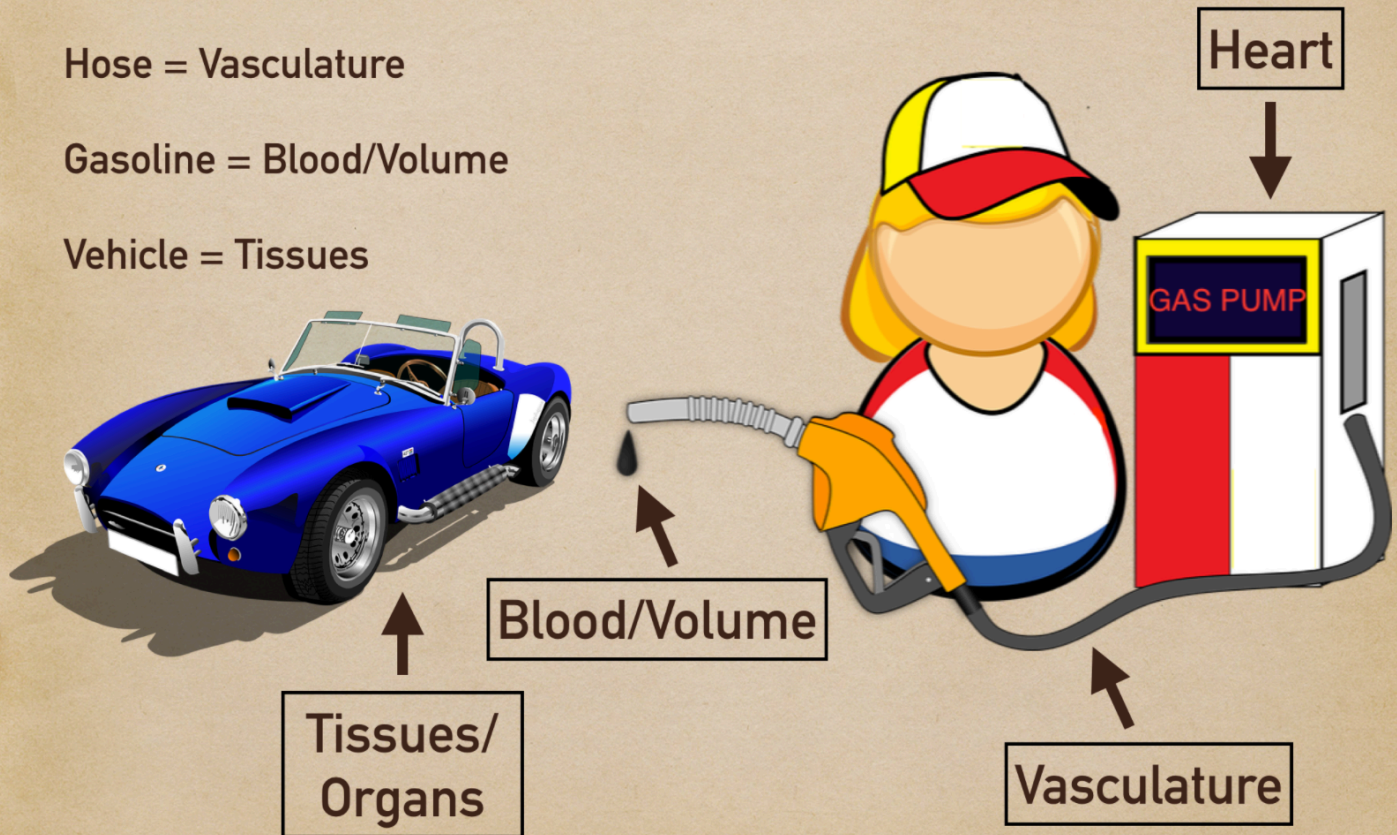 Hose = Vasculature
Gasoline = Blood/Volume
Vehicle = Tissues
Heart
GAS PUMP
Blood/Volume
Tissues/
Organs
Vasculature